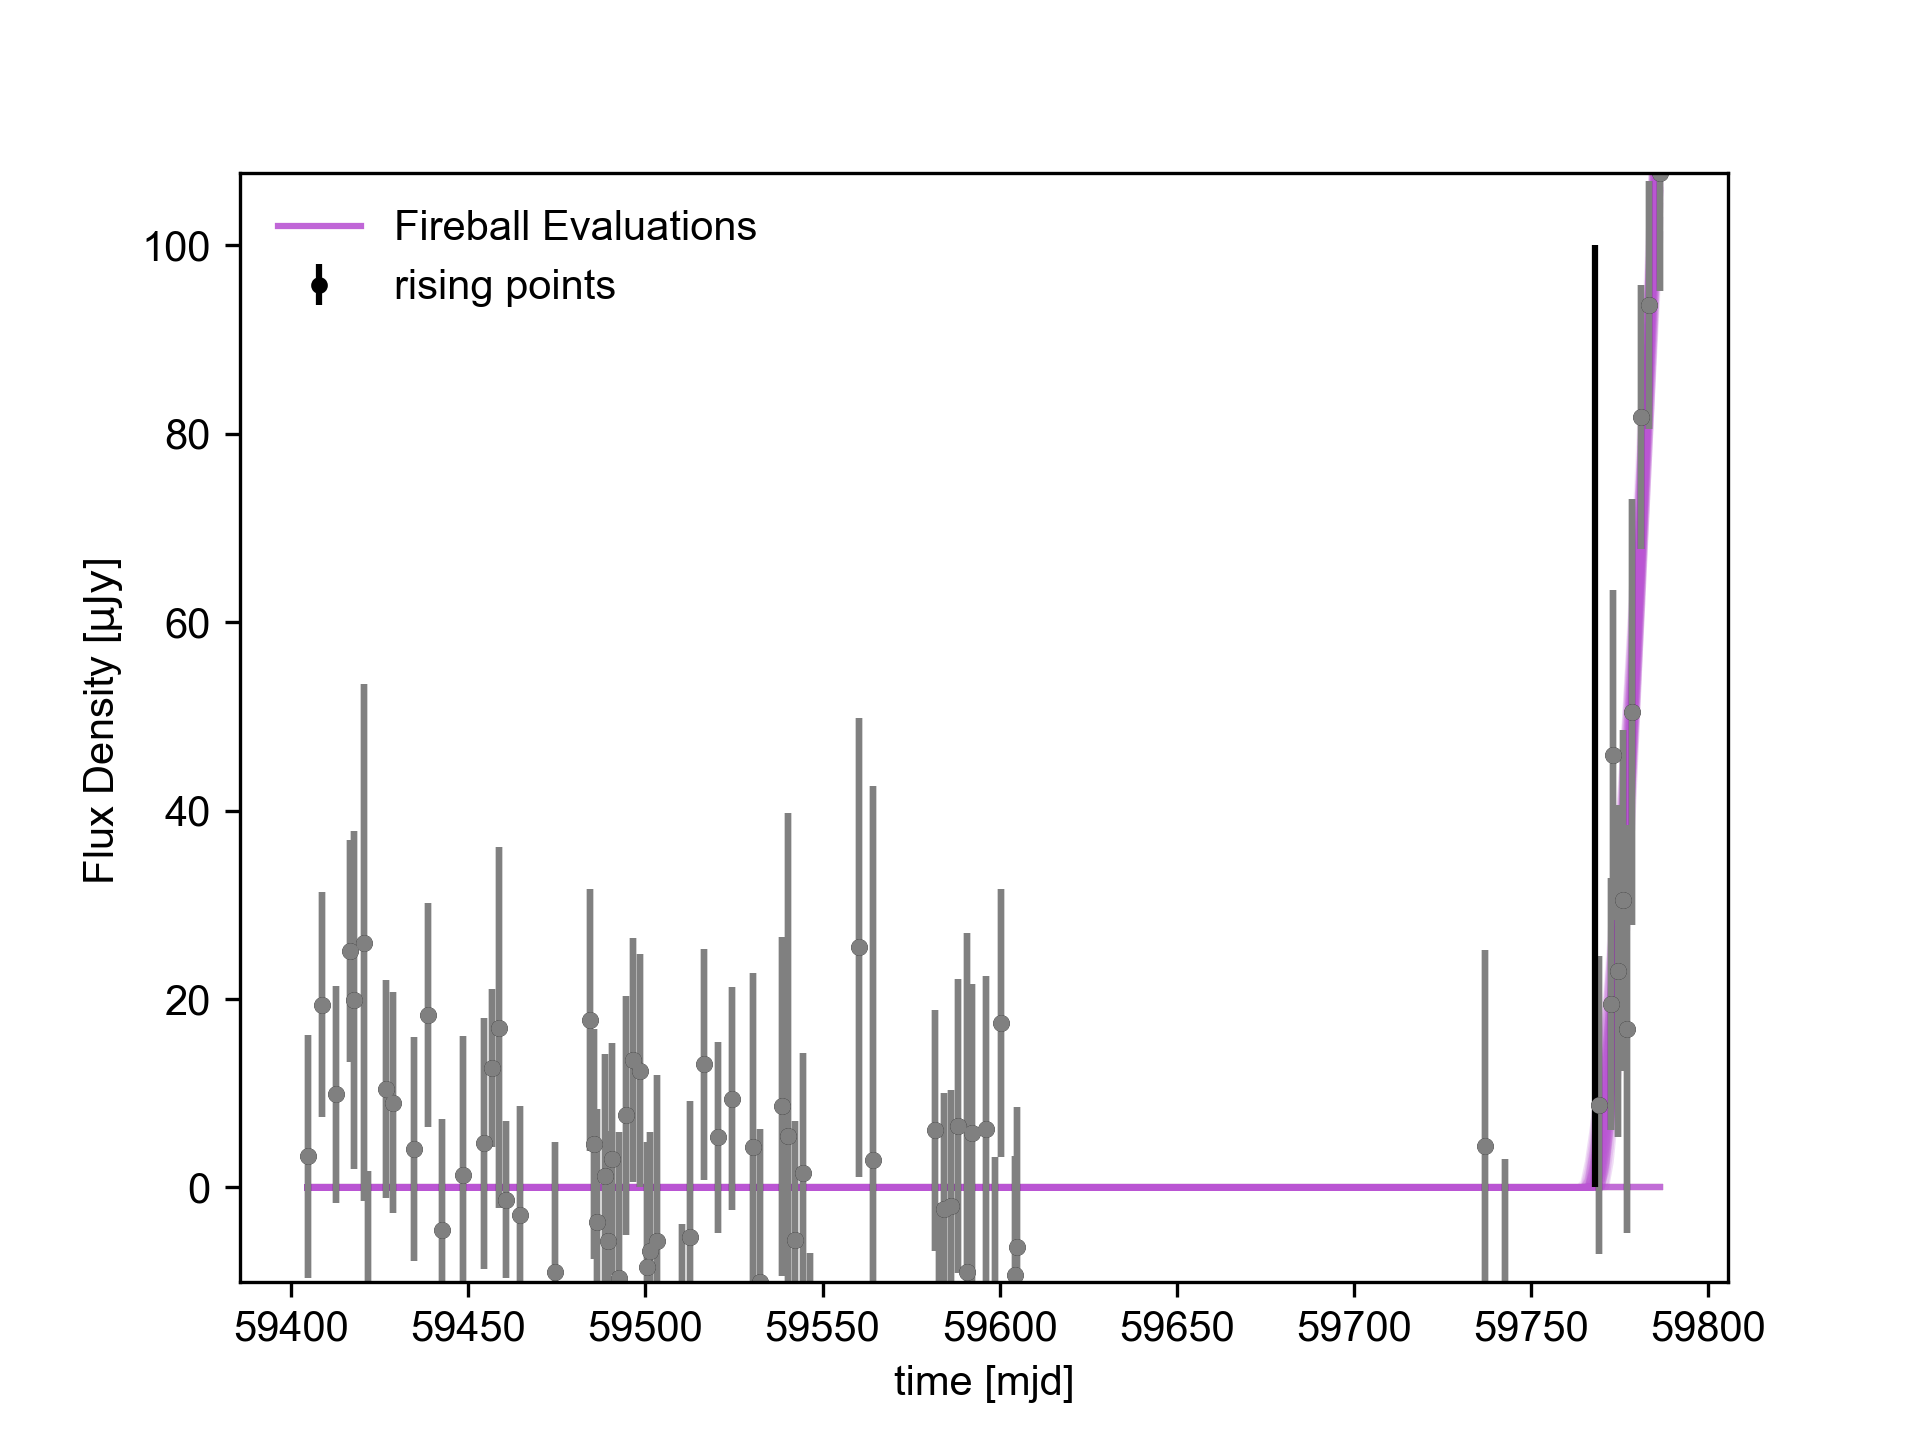 Fireball Evaluations
rising points
100
80
60
40
20
0
Flux Density [µJy]
59400 59450 59500 59550 59600 59650 59700 59750 59800
time [mjd]